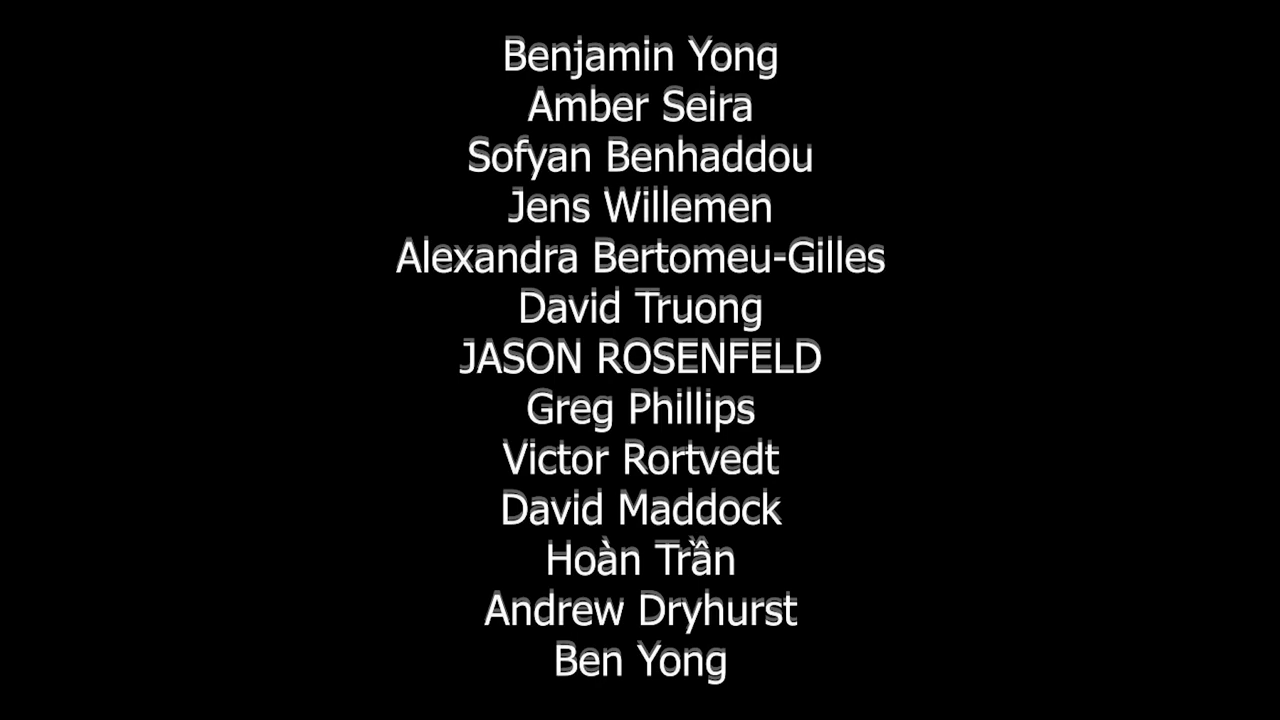 Benjamin Yong
Amber Seira
Sofyan Benhaddou
Jens Willemen
Alexandra Bertomeu-Gilles
David Truong
JASON ROSENFELD
Greg Phillips
Victor Rortvedt
David Maddock
Hoàn Trần
Andrew Dryhurst
Ben Yong